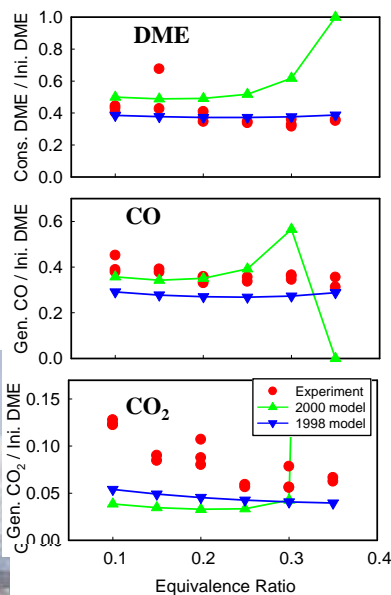 DME
Cons. DME / Ini. DME
1.0
0.8
0.6
0.4
0.2
0.0
CO
Gen. CO / Ini. DME
0.6
0.4
0.2
0.0
CO2
Gen. CO2 / Ini. DME
Experiment
2000 model
1998 model
0.15
0.10
0.05
0.00
0.1 0.2 0.3 0.4
Equivalence Ratio